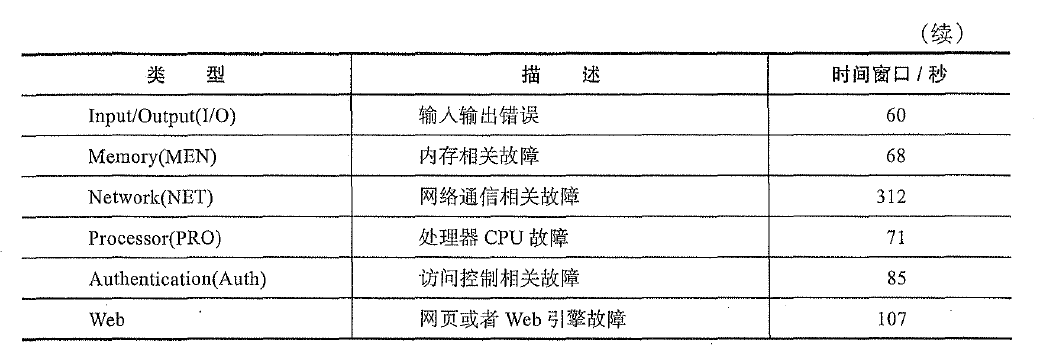 （续）
类 型 描 述 时间窗口/秒
Input/Output(I/O) 输入输出错误 60
Memory(MEN) 内存相关故障 68
Network(NET) 网络通信相关故障 312
Processor(PRO) 处理器 CPU 故障 71
Authentication(Auth) 访问控制相关故障 85
Web 网页或者 Web 引擎故障 107